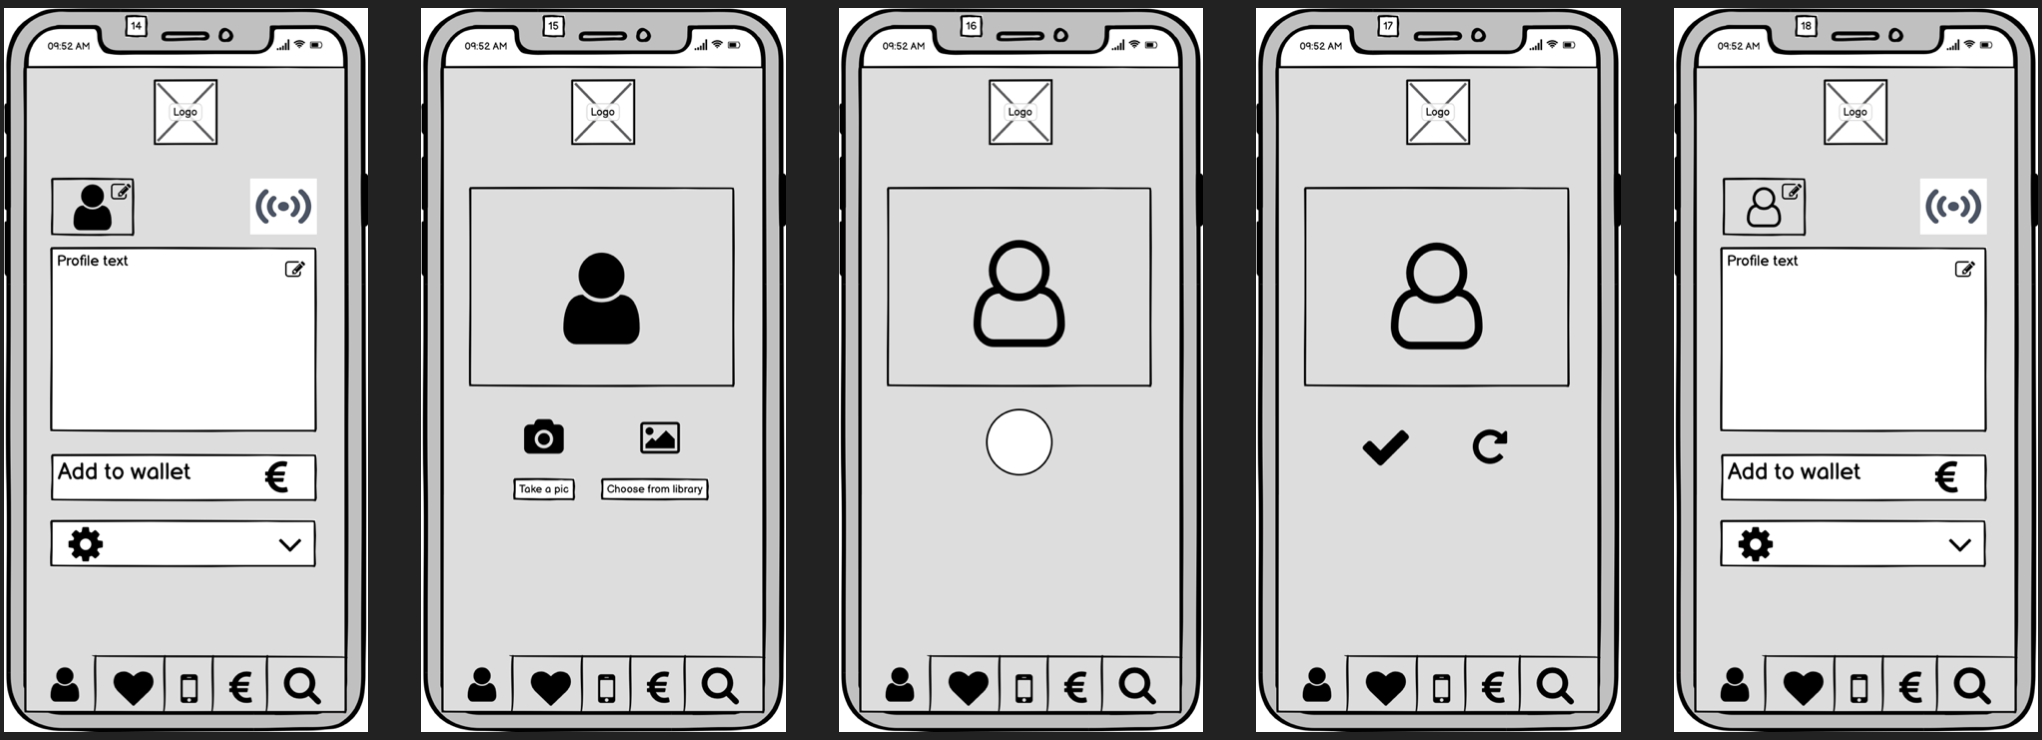 14
09:52 AM
Logo
Profile text
Add to wallet
€
€
15
09:52 AM
Logo
Take a pic
Choose from library
€
16
09:52 AM
Logo
€
17
09:52 AM
Logo
€
18
09:52 AM
Logo
Profile text
Add to wallet
€
€